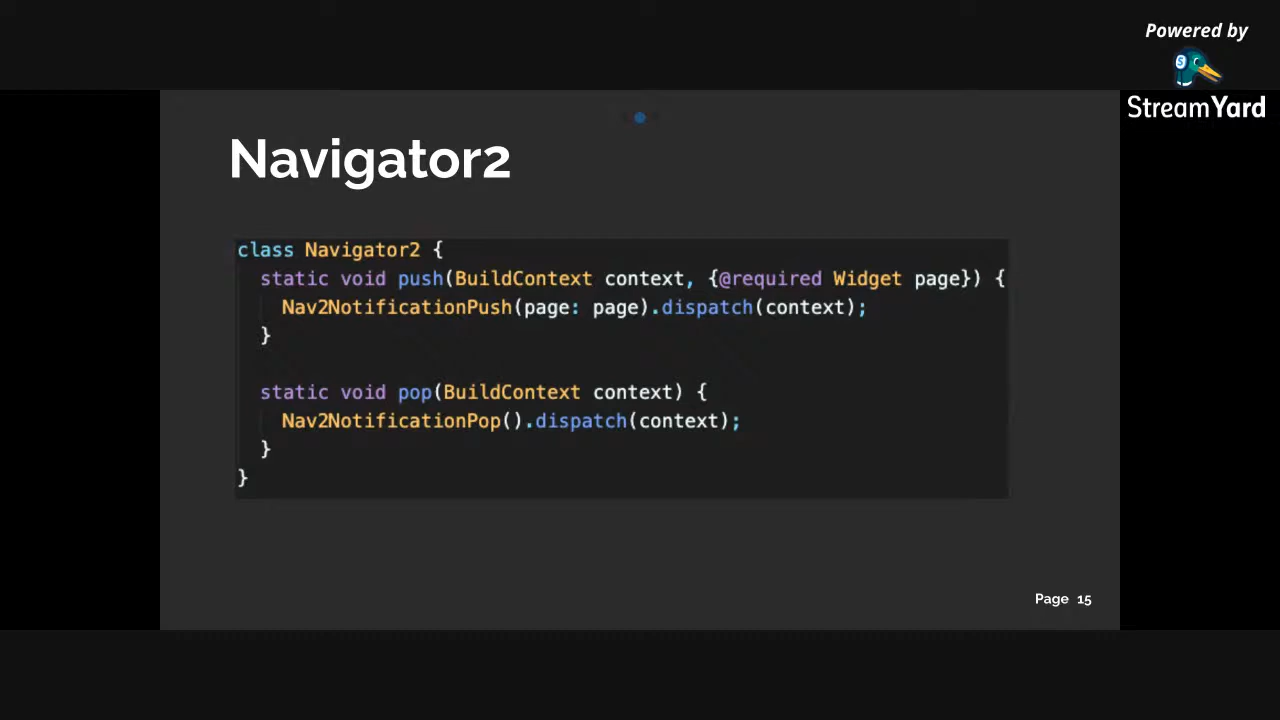 Powered by
StreamYard
Navigator2
class Navigator2 {
static void push(BuildContext context, {@required Widget page}) {
Nav2NotificationPush(page: page).dispatch(context);
}
static void pop(BuildContext context) {
Nav2NotificationPop().dispatch(context);
}
}
Page 15